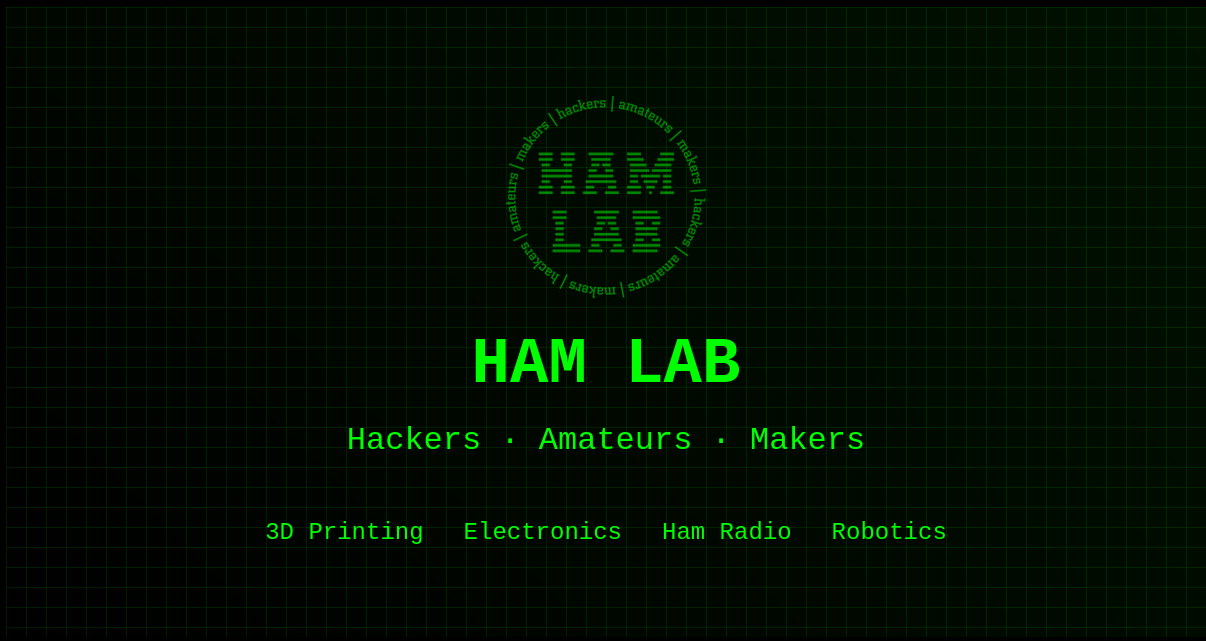 hackers | amateurs | makers | hackers | amateurs | makers | hackers | amateurs | makers |
HAM
LAB
HAM LAB
Hackers · Amateurs · Makers
3D Printing Electronics Ham Radio Robotics